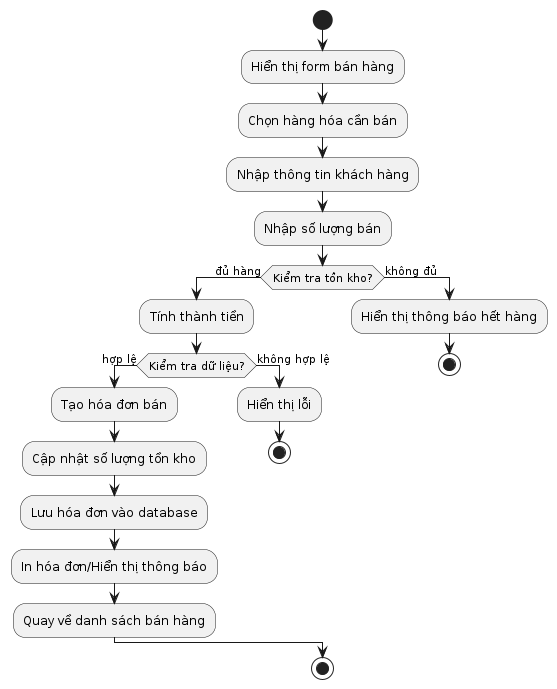 Hiển thị form bán hàng
Chọn hàng hóa cần bán
Nhập thông tin khách hàng
Nhập số lượng bán
đủ hàng
Kiểm tra tồn kho?
không đủ
Tính thành tiền
Hiển thị thông báo hết hàng
hợp lệ
Kiểm tra dữ liệu?
không hợp lệ
Tạo hóa đơn bán
Hiển thị lỗi
Cập nhật số lượng tồn kho
Lưu hóa đơn vào database
In hóa đơn/Hiển thị thông báo
Quay về danh sách bán hàng